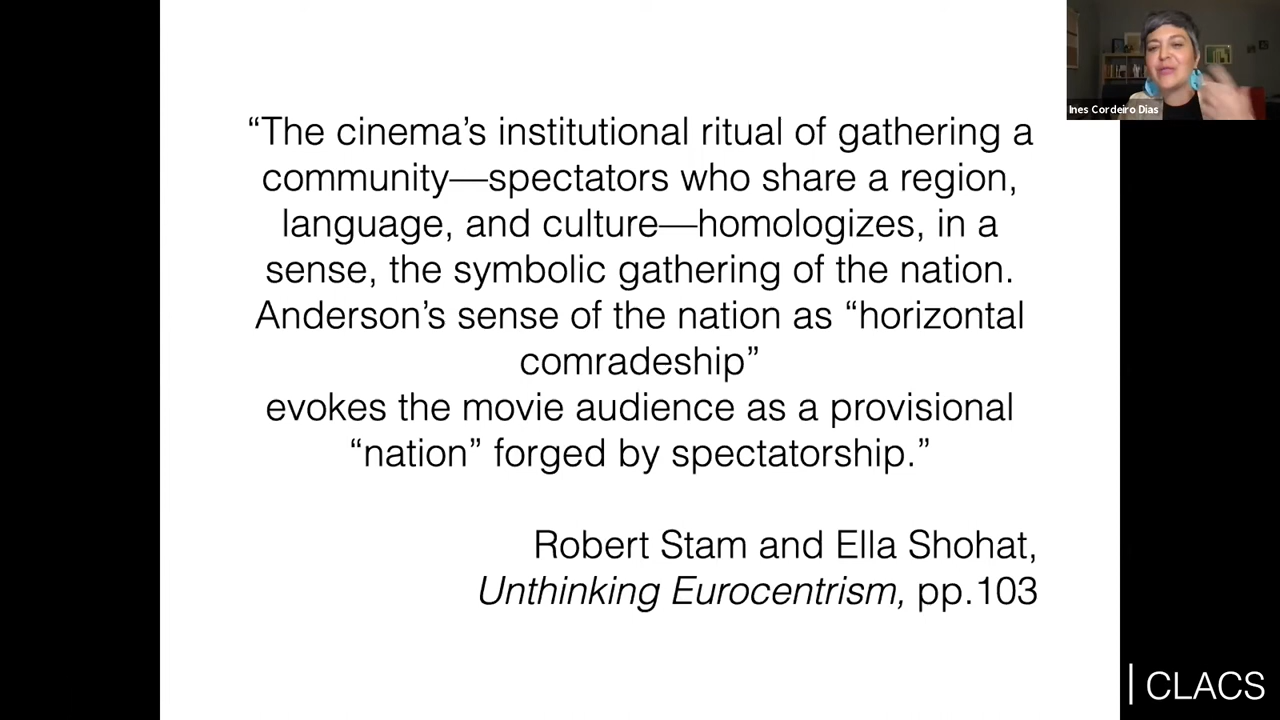 Ines Cordeiro Dias
“The cinema’s institutional ritual of gathering a
community—spectators who share a region,
language, and culture—homologizes, in a
sense, the symbolic gathering of the nation.
Anderson’s sense of the nation as “horizontal
comradeship”
evokes the movie audience as a provisional
“nation” forged by spectatorship.”
Robert Stam and Ella Shohat,
Unthinking Eurocentrism, pp.103
| CLACS